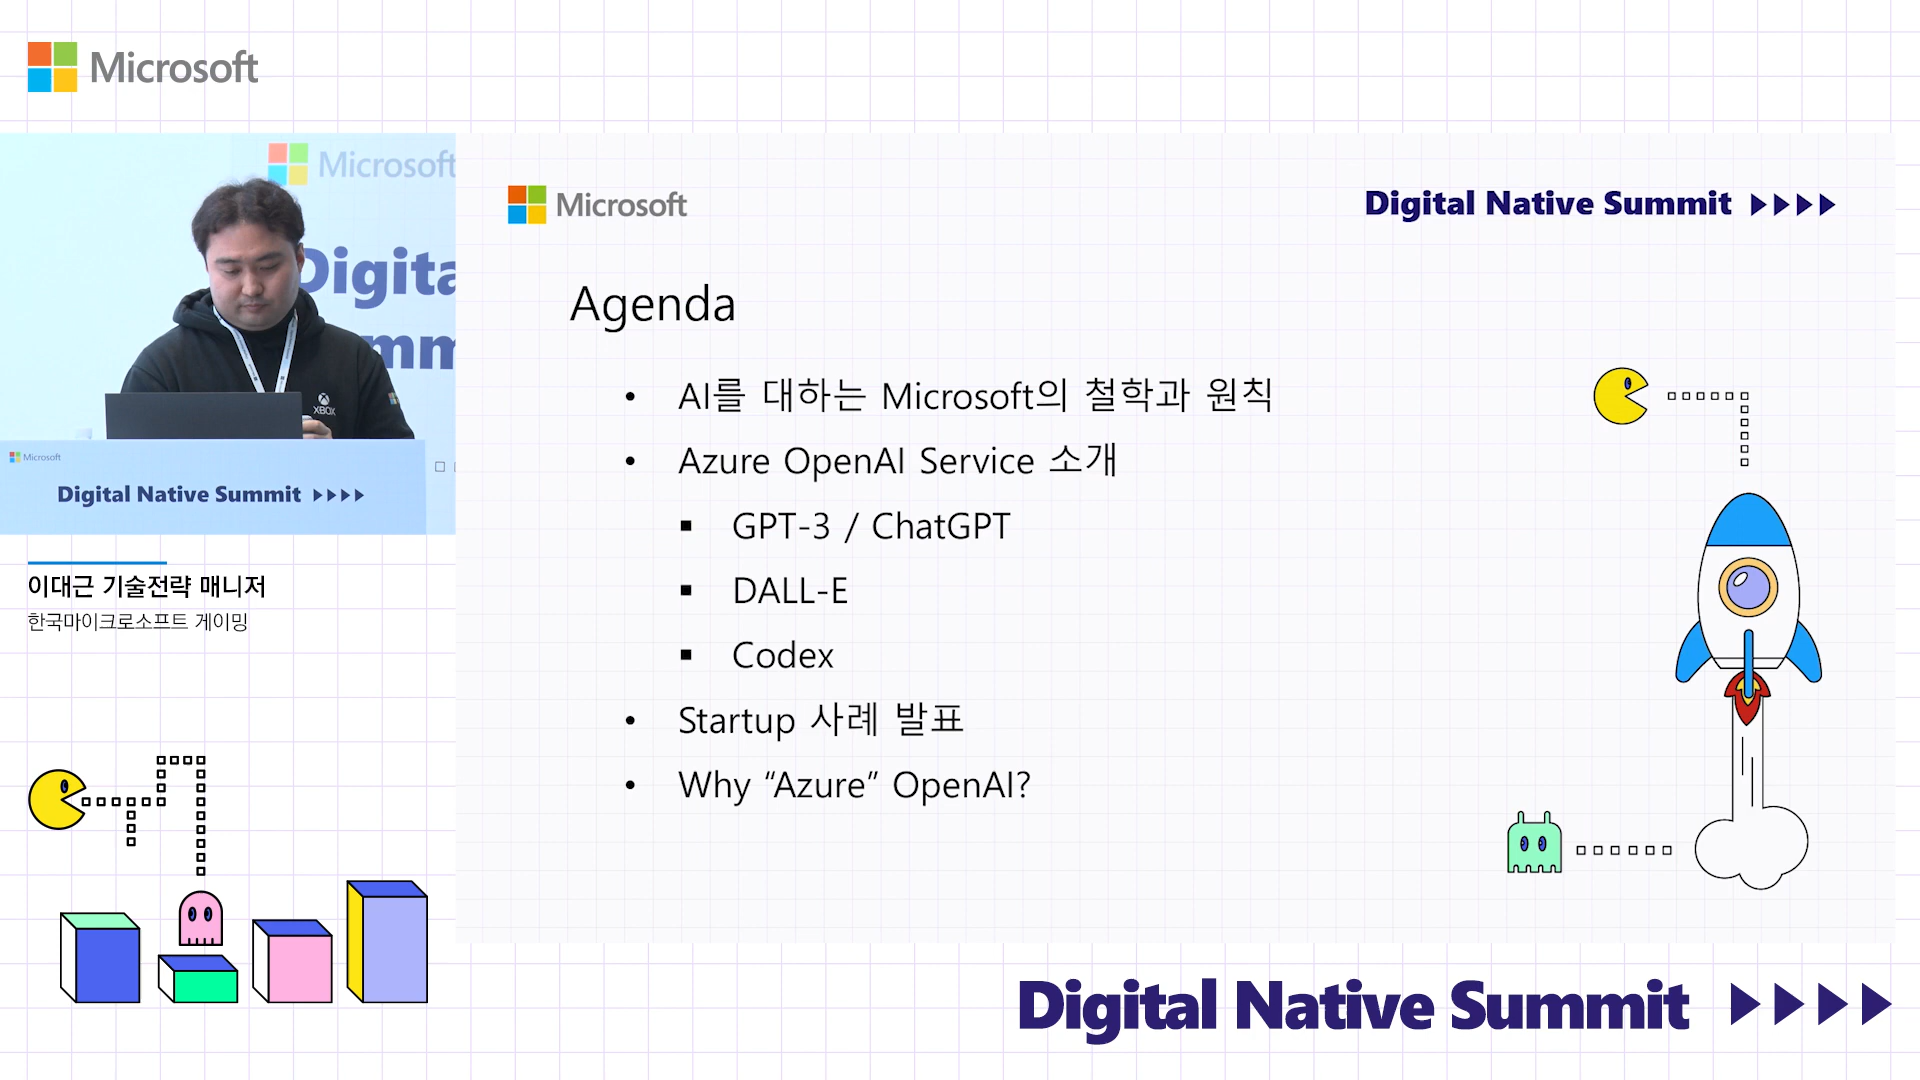 Microsoft
Microsoft
Digita
mm
XBOX
Microsoft
Digital Native Summit
이대근 기술전략 매니저
한국마이크로소프트 게이밍
Microsoft
Digital Native Summit
Agenda
• AI를 대하는 Microsoft의 철학과 원칙
• Azure OpenAI Service 소개
▪ GPT-3 / ChatGPT
▪ DALL-E
▪ Codex
• Startup 사례 발표
• Why “Azure” OpenAI?
Digital Native Summit